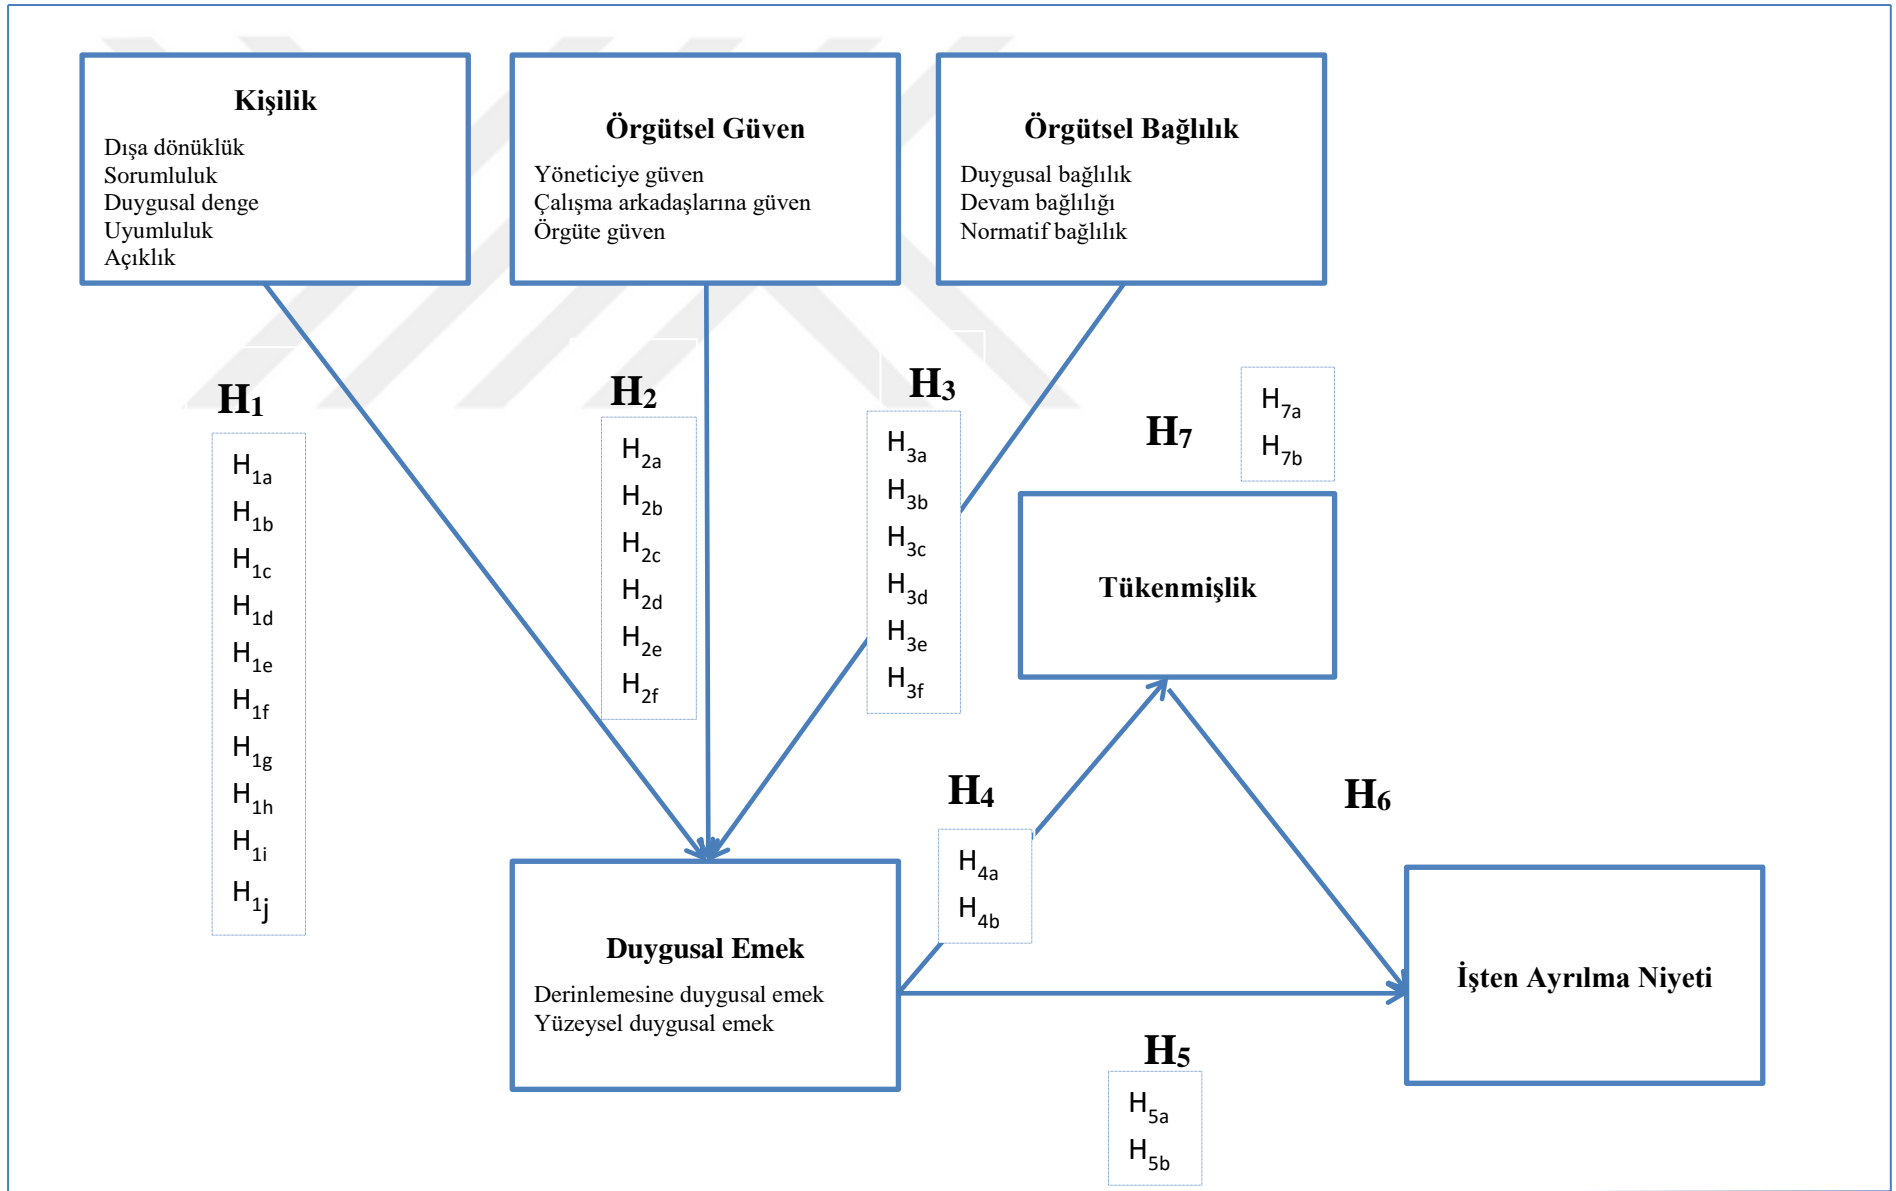 Kişilik
Dışa dönüklük
Sorumluluk
Duygusal denge
Uyumluluk
Açıklık
Örgütsel Güven
Yöneticiye güven
Çalışma arkadaşlarına güven
Örgüte güven
Örgütsel Bağlılık
Duygusal bağlılık
Devam bağlılığı
Normatif bağlılık
H1
H1a
H1b
H1c
H1d
H1e
H1f
H1g
H1h
H1i
H1j
H2
H2a
H2b
H2c
H2d
H2e
H2f
H3
H3a
H3b
H3c
H3d
H3e
H3f
H7
H7a
H7b
Tükenmişlik
H4
H4a
H4b
H6
Duygusal Emek
Derinlemesine duygusal emek
Yüzeysel duygusal emek
İşten Ayrılma Niyeti
H5
H5a
H5b